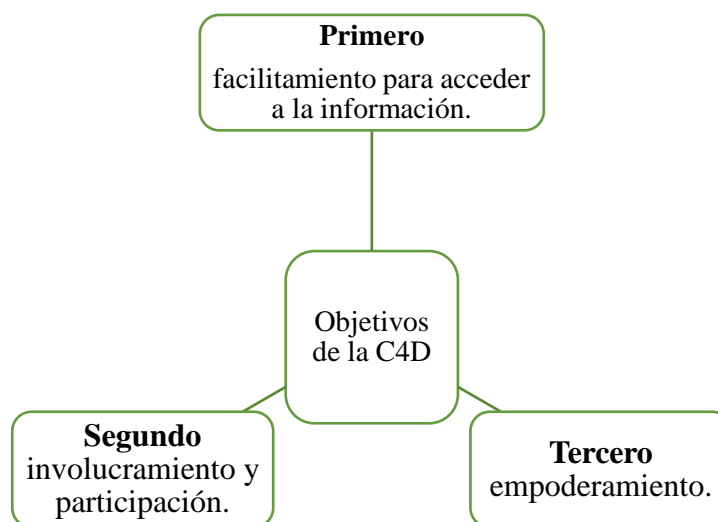 Primero
facilitamiento para acceder
a la información.
Objetivos
de la C4D
Segundo
involucramiento y
participación.
Tercero
empoderamiento.